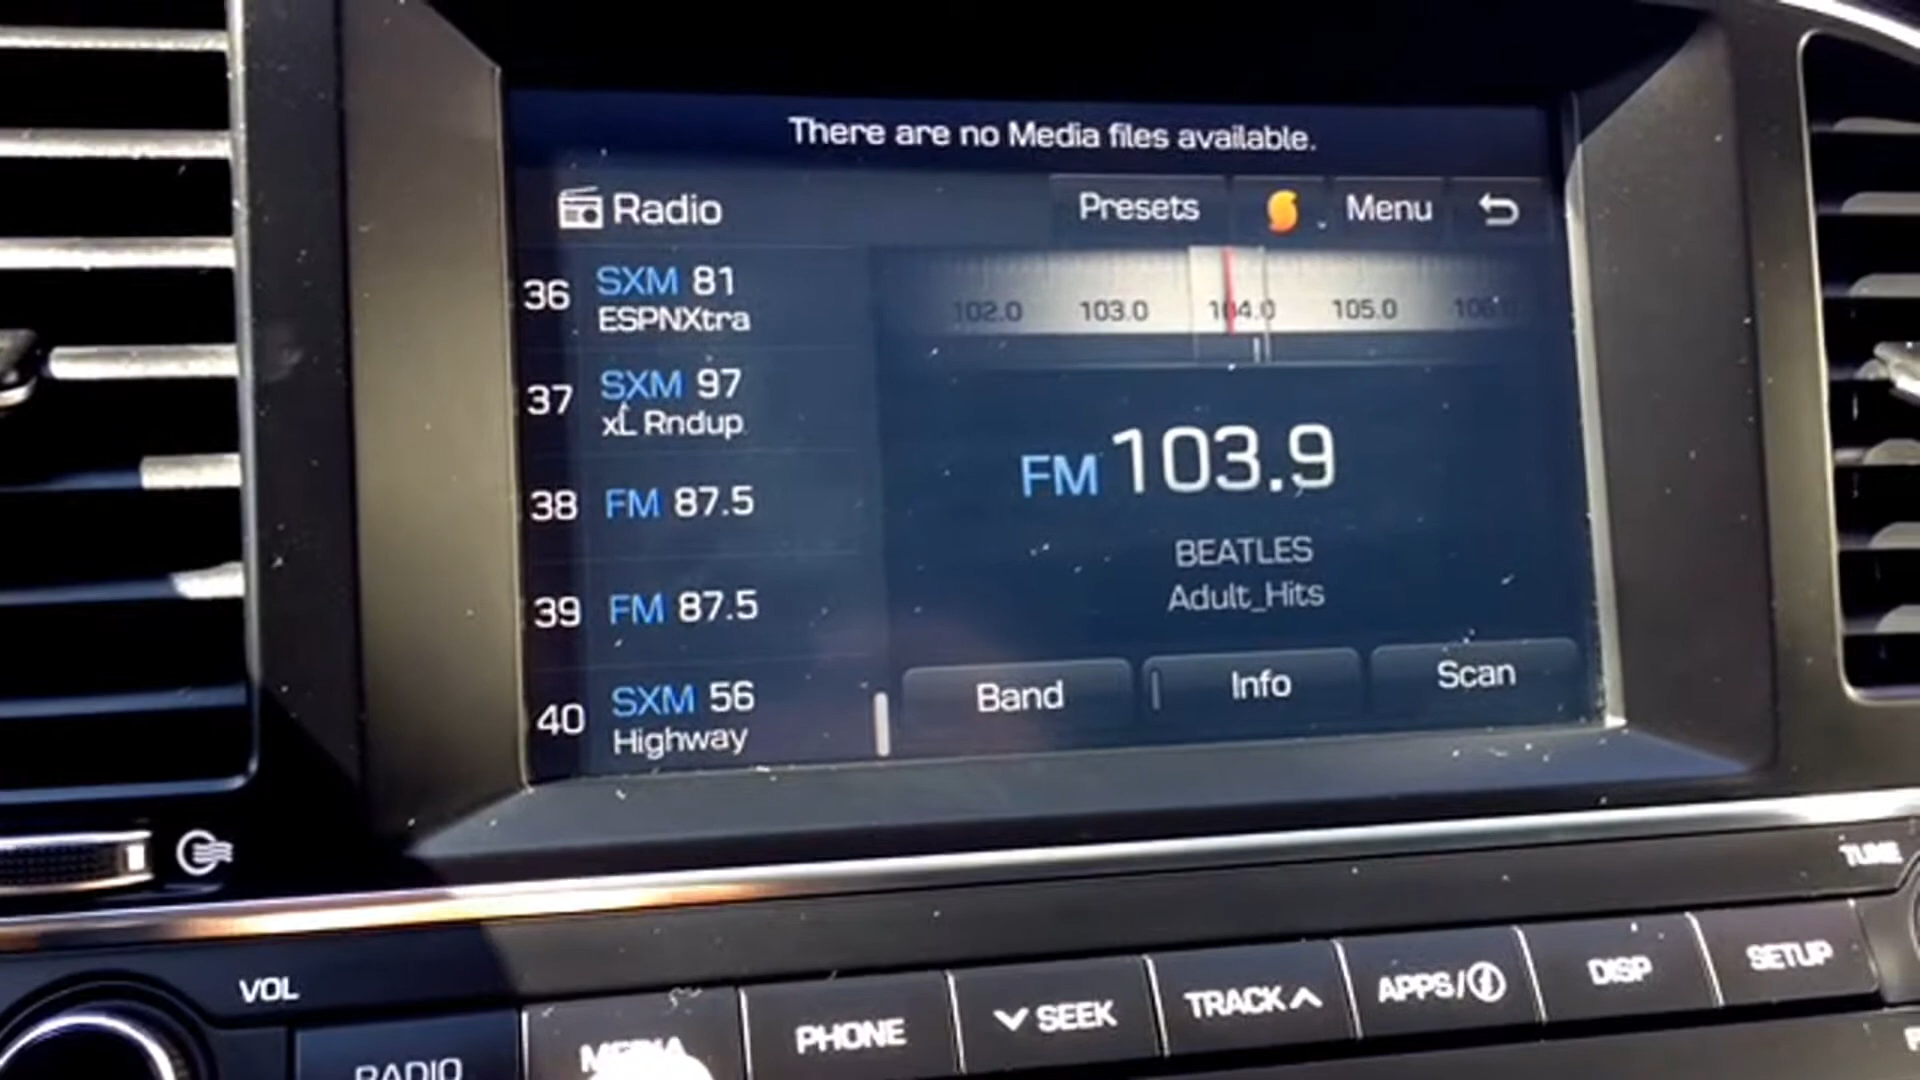 There are no Media files available.
Radio
Presets
Menu
102.0 103.0 104.0 105.0 106.0
36 SXM 81
ESPNXtra
37 SXM 97
xL Rndup
38 FM 87.5
39 FM 87.5
40 SXM 56
Highway
FM 103.9
BEATLES
Adult_Hits
Band
Info
Scan
TUNE
VOL
RADIO
MEDIA
PHONE
SEEK
TRACK
APPS/i
DISP
SETUP